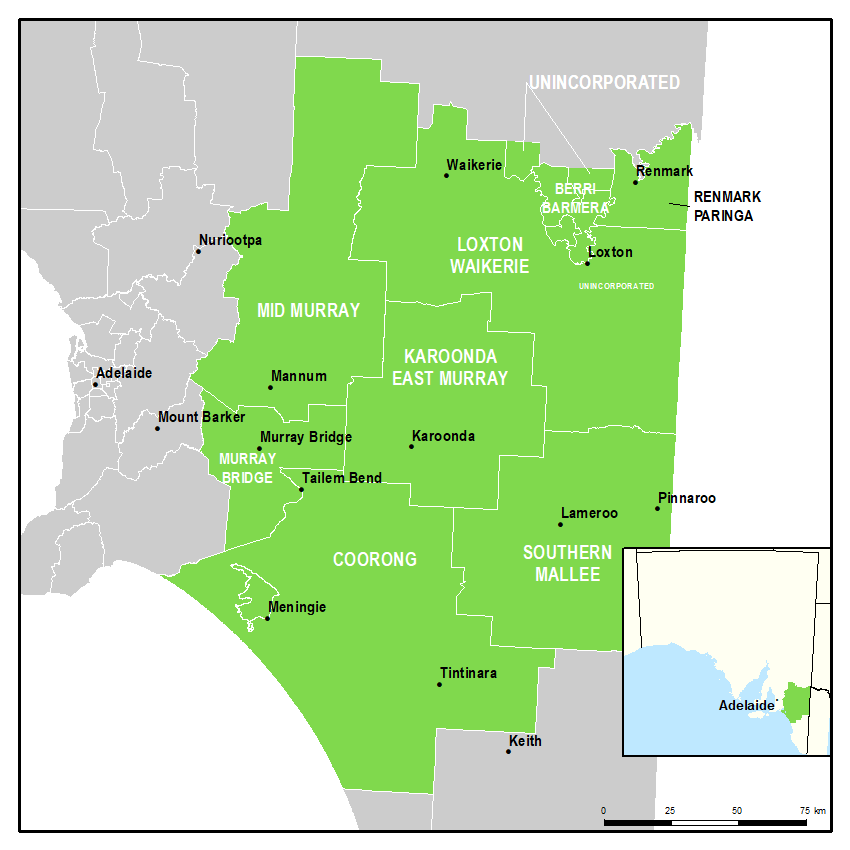 UNINCORPORATED
Waikerie
Renmark
BERRI
BARMERA
RENMARK
PARINGA
Nuriootpa
LOXTON
WAIKERIE
Loxton
UNINCORPORATED
MID MURRAY
KAROONDA
EAST MURRAY
Adelaide
Mannum
Mount Barker
Murray Bridge
Karoonda
MURRAY
BRIDGE
Tailem Bend
Pinnaroo
Lameroo
COORONG
SOUTHERN
MALLEE
Meningie
Tintinara
Adelaide
Keith
0 25 50 75 km